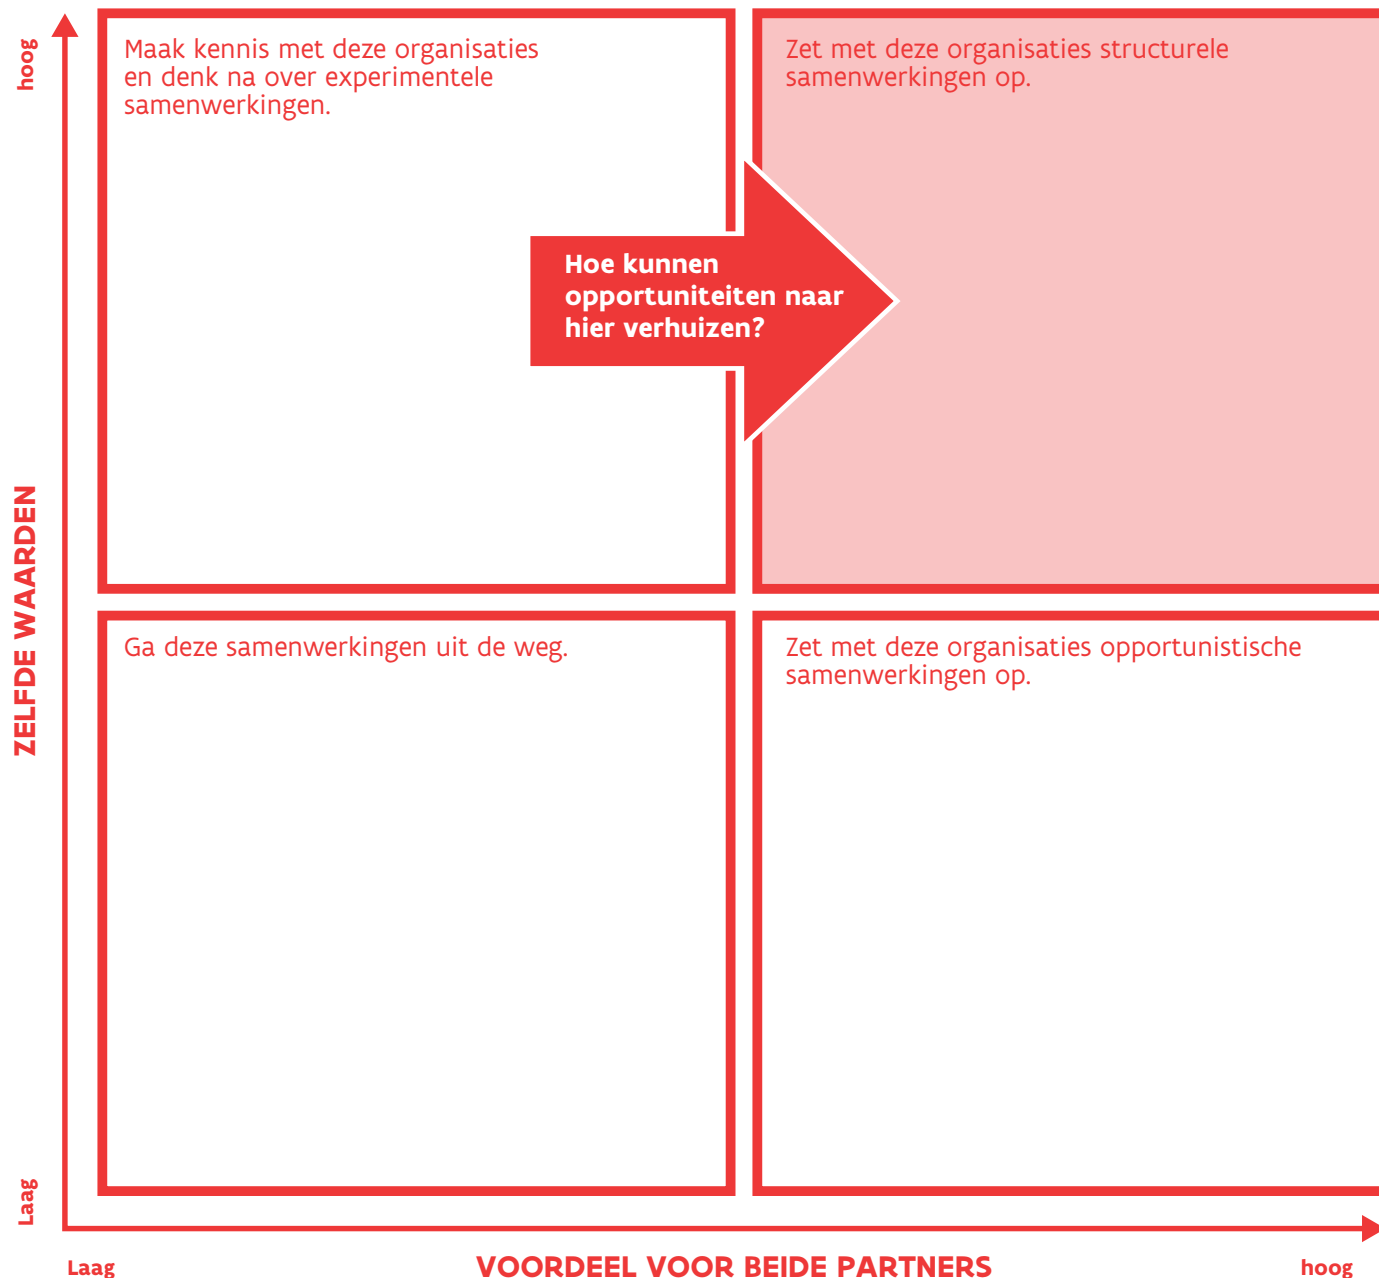 hoog
Maak kennis met deze organisaties
en denk na over experimentele
samenwerkingen.
Zet met deze organisaties structurele
samenwerkingen op.
Hoe kunnen
opportuniteiten naar
hier verhuizen?
ZELFDE WAARDEN
Ga deze samenwerkingen uit de weg.
Zet met deze organisaties opportunistische
samenwerkingen op.
Laag
Laag
VOORDEEL VOOR BEIDE PARTNERS
hoog